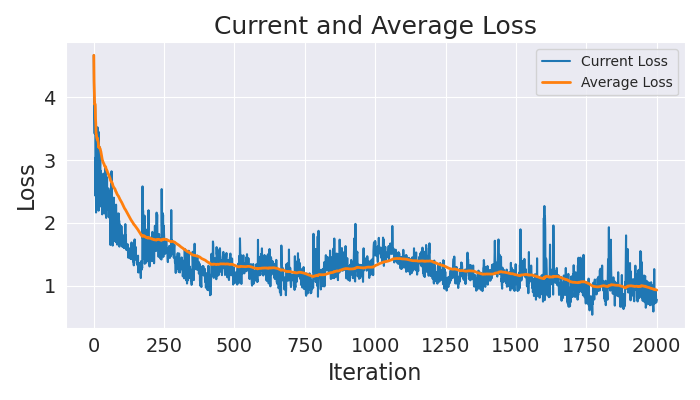 Current and Average Loss
Current Loss
Average Loss
Loss
4
3
2
1
0 250 500 750 1000 1250 1500 1750 2000
Iteration